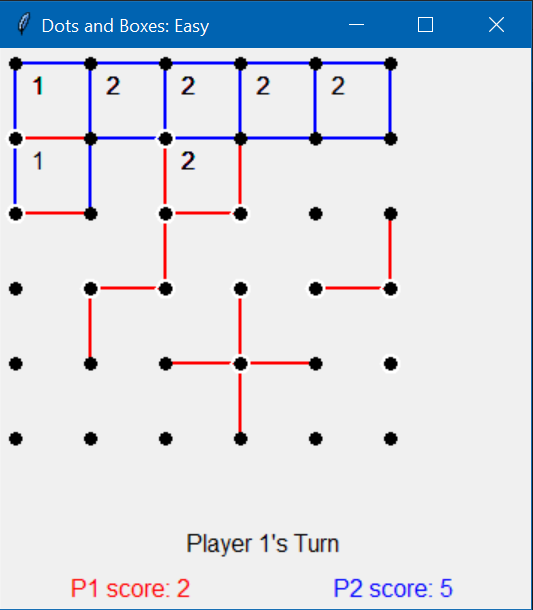 Dots and Boxes: Easy
1 2 2 2 2
1 2
Player 1's Turn
P1 score: 2 P2 score: 5